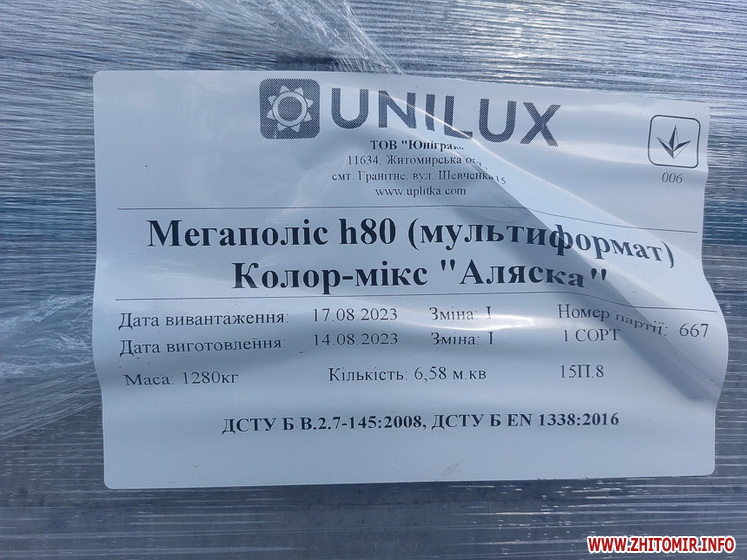 UNILUX
ТОВ "Юнігран"
11634, Житомирська
смт. Гранітне, вул. Шевченка
www.uplitka.com
006
Мегаполіс h80 (мультиформат)
Колор-мікс "Аляска"
Дата вивантаження: 17.08.2023 Зміна: I Номер партії: 667
Дата виготовлення: 14.08.2023 Зміна: I 1 СОРТ
Маса: 1280кг Кількість: 6,58 м.кв 15П.8
ДСТУ Б В.2.7-145:2008, ДСТУ Б EN 1338:2016
WWW.ZHITOMIR.INFO